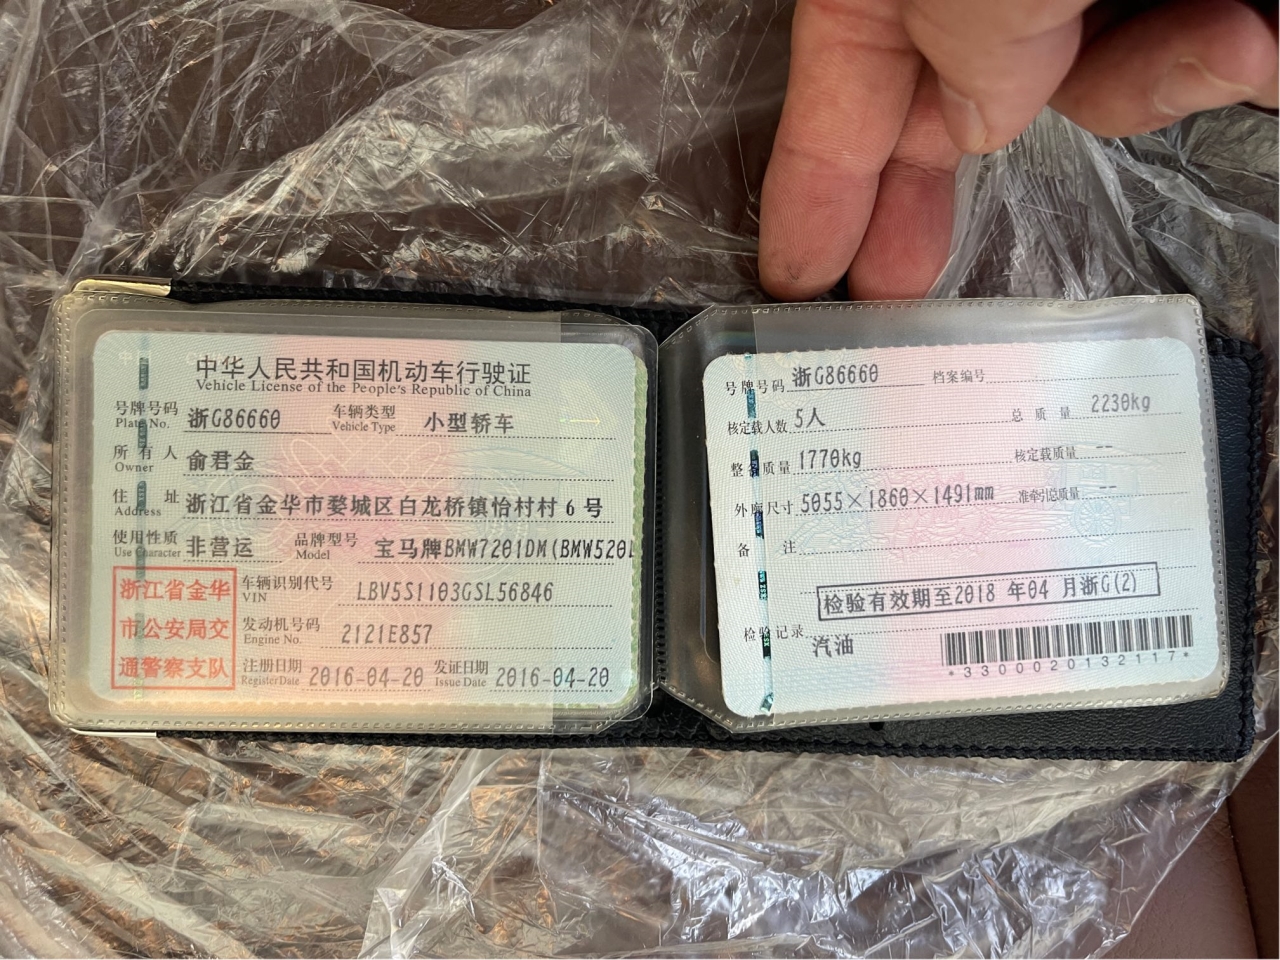 中华人民共和国机动车行驶证
Vehicle License of the People's Republic of China
号牌号码 浙G86660 车辆类型 小型轿车
Plate No. Vehicle Type
所有人 俞君金
Owner
住址 浙江省金华市婺城区白龙桥镇怡村村6号
Address
使用性质 非营运 品牌型号 宝马牌BMW7201DM(BMW520L
Use Character Model
浙江省金华
市公安局交
通警察支队
车辆识别代号 LBV5S1103GSL56846
VIN
发动机号码 2121E857
Engine No.
注册日期 2016-04-20 发证日期 2016-04-20
Register Date Issue Date
号牌号码 浙G86660 档案编号
核定载人数 5人 总质量 2230kg
整备质量 1770kg 核定载质量 --
外廓尺寸 5055×1860×1491mm 准牵引总质量 --
备注
检验有效期至2018 年04 月浙G(2)
检验记录
汽油
*3300020132117*